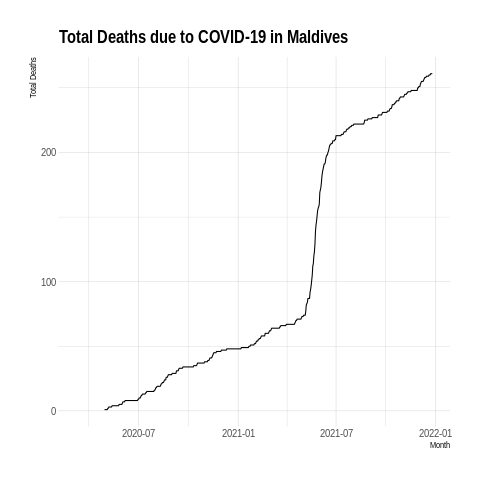 Total Deaths due to COVID-19 in Maldives
Total Deaths
200
100
0
2020-07
2021-01
2021-07
2022-01
Month